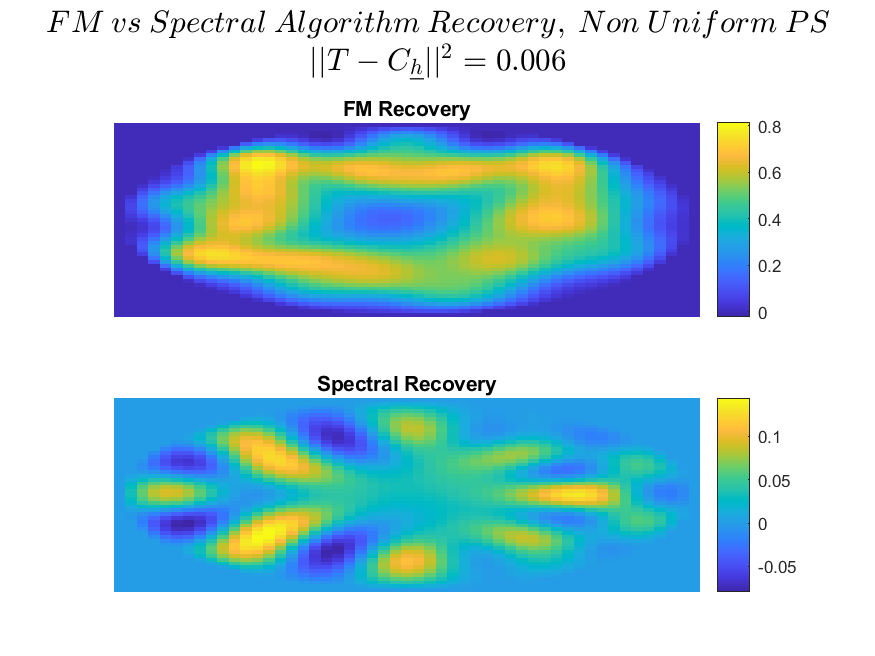 FM vs Spectral Algorithm Recovery, Non Uniform PS
||T − C_h||² = 0.006
FM Recovery
0.8
0.6
0.4
0.2
0
Spectral Recovery
0.1
0.05
0
-0.05